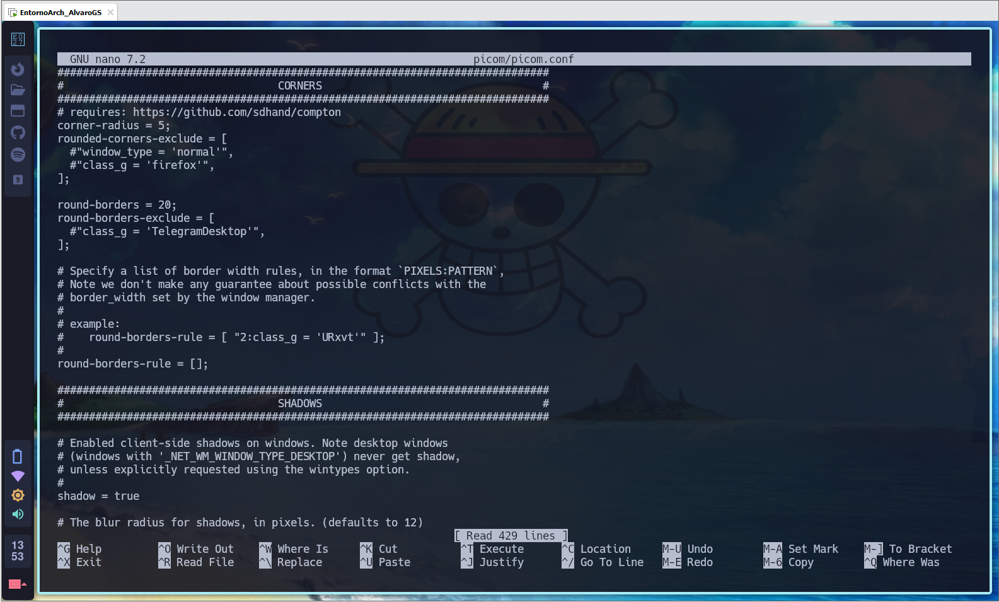 EntornoArch_AlvaroGS
GNU nano 7.2 picom/picom.conf
##############################################################################
# CORNERS #
##############################################################################
# requires: https://github.com/sdhand/compton
corner-radius = 5;
rounded-corners-exclude = [
#"window_type = 'normal'",
#"class_g = 'firefox'",
];
round-borders = 20;
round-borders-exclude = [
#"class_g = 'TelegramDesktop'",
];
# Specify a list of border width rules, in the format `PIXELS:PATTERN`,
# Note we don't make any guarantee about possible conflicts with the
# border_width set by the window manager.
#
# example:
# round-borders-rule = [ "2:class_g = 'URxvt'" ];
#
round-borders-rule = [];
##############################################################################
# SHADOWS #
##############################################################################
# Enabled client-side shadows on windows. Note desktop windows
# (windows with '_NET_WM_WINDOW_TYPE_DESKTOP') never get shadow,
# unless explicitly requested using the wintypes option.
#
shadow = true
# The blur radius for shadows, in pixels. (defaults to 12)
[ Read 429 lines ]
^G Help ^O Write Out ^W Where Is ^K Cut ^T Execute ^C Location M-U Undo M-A Set Mark M-] To Bracket
^X Exit ^R Read File ^\ Replace ^U Paste ^J Justify ^/ Go To Line M-E Redo M-6 Copy ^Q Where Was
9
13
53